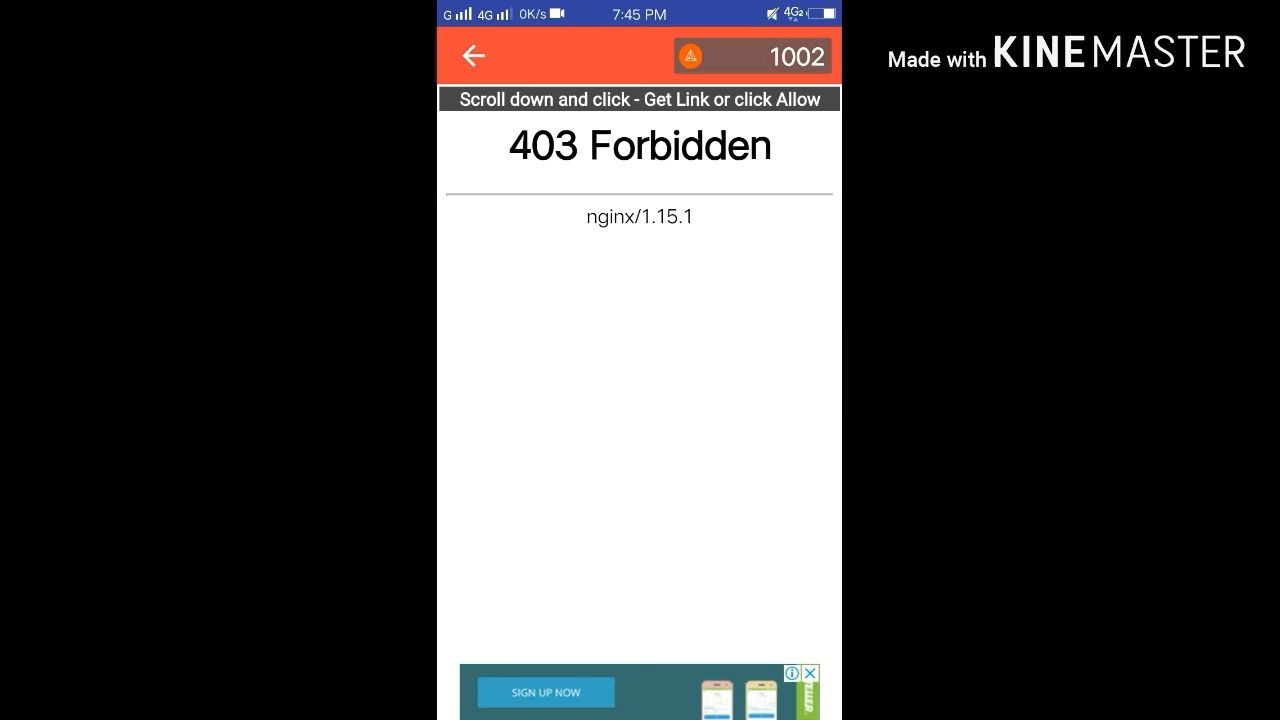 G 4G 0K/s 7:45 PM 4G2
1002
Made with KINEMASTER
Scroll down and click - Get Link or click Allow
403 Forbidden
nginx/1.15.1
SIGN UP NOW